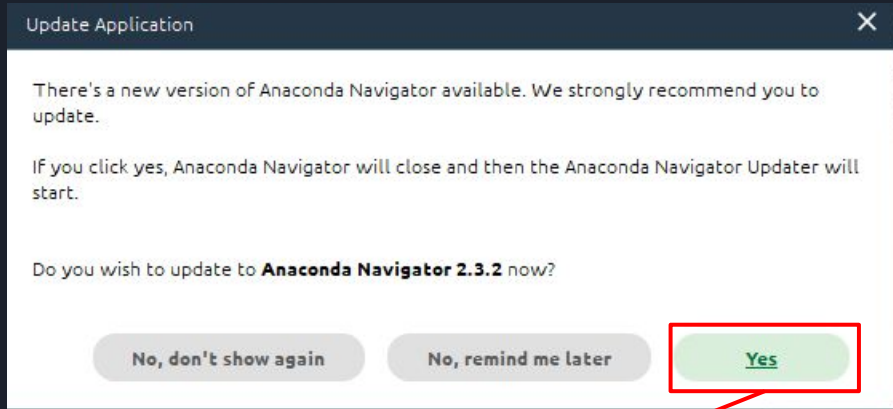 Update Application
There's a new version of Anaconda Navigator available. We strongly recommend you to
update.
If you click yes, Anaconda Navigator will close and then the Anaconda Navigator Updater will
start.
Do you wish to update to Anaconda Navigator 2.3.2 now?
No, don't show again No, remind me later Yes